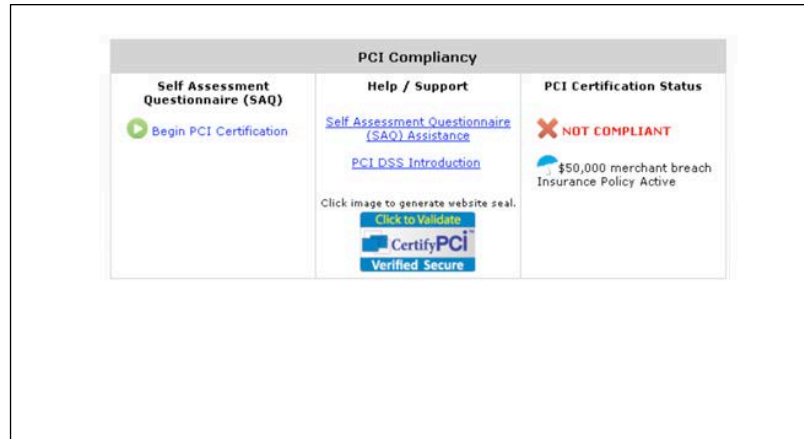 PCI Compliancy
Self Assessment
Questionnaire (SAQ)
Begin PCI Certification
Help / Support
Self Assessment Questionnaire
(SAQ) Assistance
PCI DSS Introduction
Click image to generate website seal.
Click to Validate
CertifyPCI™
Verified Secure
PCI Certification Status
NOT COMPLIANT
$50,000 merchant breach
Insurance Policy Active